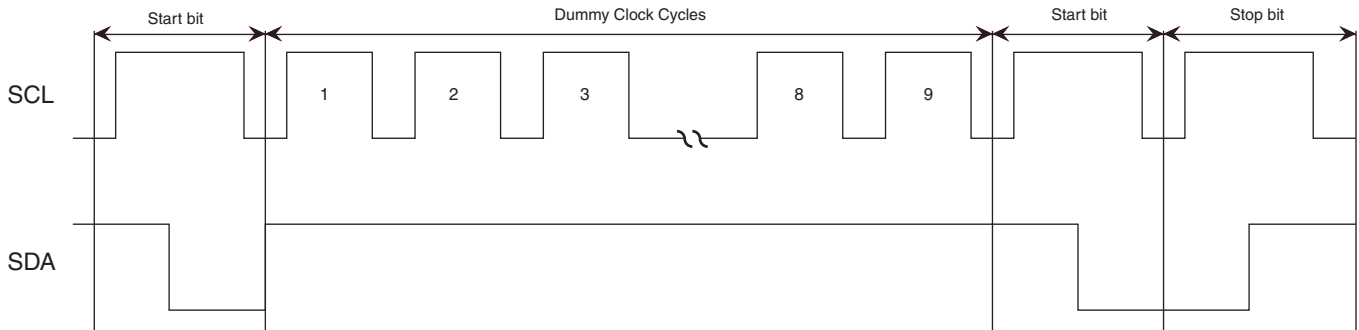 Start bit
Dummy Clock Cycles
Start bit
Stop bit
SCL
1
2
3
8
9
SDA